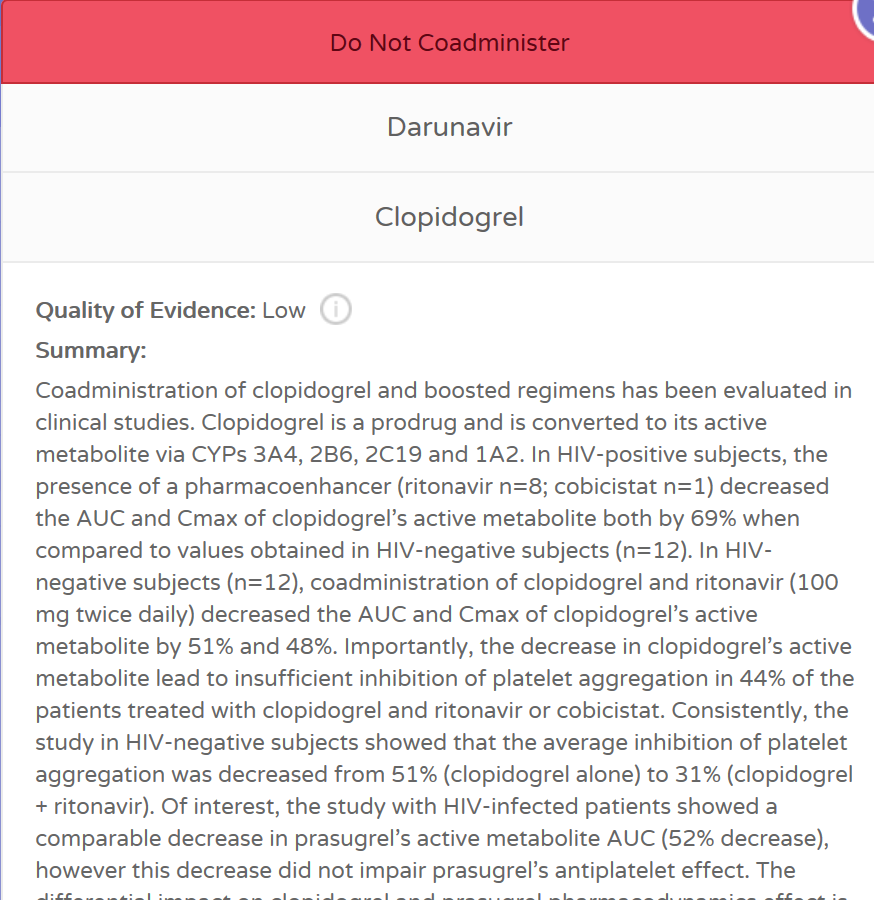 Do Not Coadminister
Darunavir
Clopidogrel
Quality of Evidence: Low
Summary:
Coadministration of clopidogrel and boosted regimens has been evaluated in
clinical studies. Clopidogrel is a prodrug and is converted to its active
metabolite via CYPs 3A4, 2B6, 2C19 and 1A2. In HIV-positive subjects, the
presence of a pharmacoenhancer (ritonavir n=8; cobicistat n=1) decreased
the AUC and Cmax of clopidogrel's active metabolite both by 69% when
compared to values obtained in HIV-negative subjects (n=12). In HIV-
negative subjects (n=12), coadministration of clopidogrel and ritonavir (100
mg twice daily) decreased the AUC and Cmax of clopidogrel's active
metabolite by 51% and 48%. Importantly, the decrease in clopidogrel's active
metabolite lead to insufficient inhibition of platelet aggregation in 44% of the
patients treated with clopidogrel and ritonavir or cobicistat. Consistently, the
study in HIV-negative subjects showed that the average inhibition of platelet
aggregation was decreased from 51% (clopidogrel alone) to 31% (clopidogrel
+ ritonavir). Of interest, the study with HIV-infected patients showed a
comparable decrease in prasugrel's active metabolite AUC (52% decrease),
however this decrease did not impair prasugrel's antiplatelet effect. The